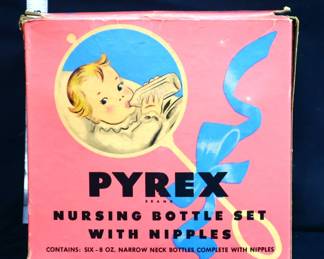 PYREX
BRAND
NURSING BOTTLE SET
WITH NIPPLES
CONTAINS: SIX - 8 OZ. NARROW NECK BOTTLES COMPLETE WITH NIPPLES